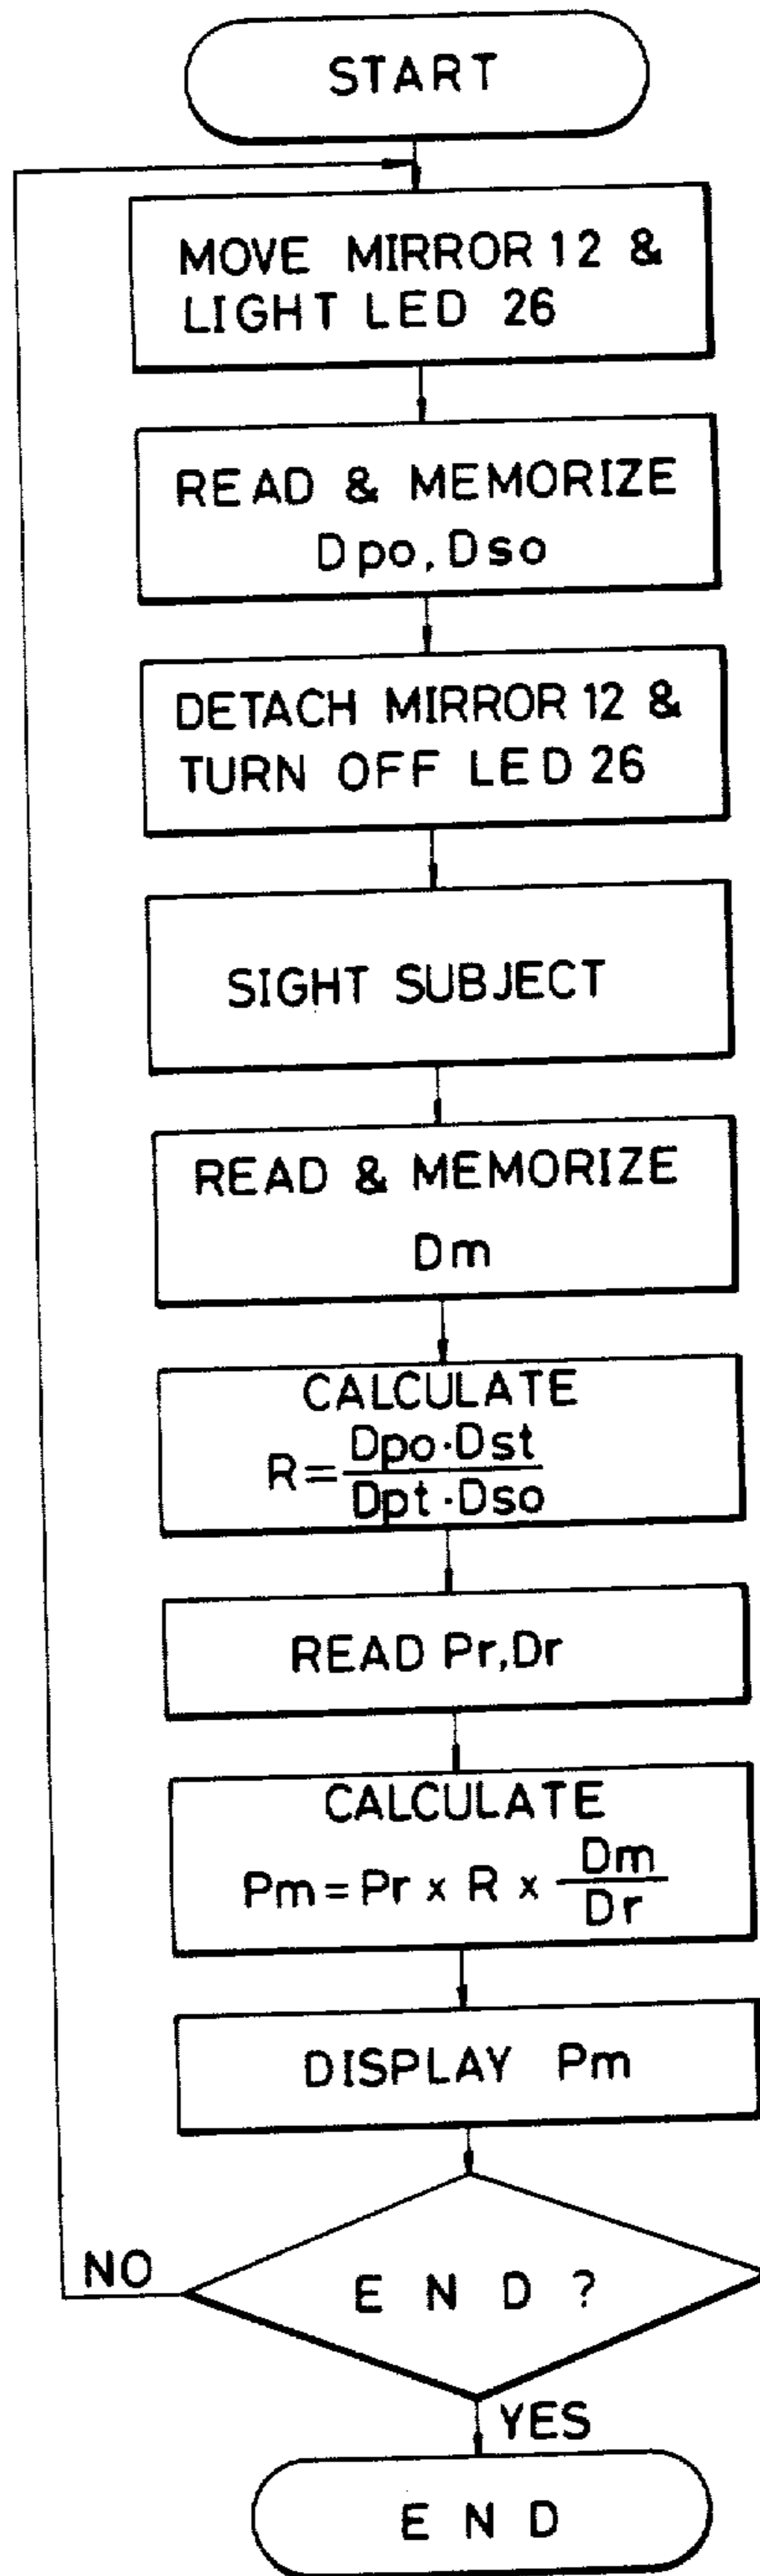 START
MOVE MIRROR 12 &
LIGHT LED 26
READ & MEMORIZE
Dpo, Dso
DETACH MIRROR 12 &
TURN OFF LED 26
SIGHT SUBJECT
READ & MEMORIZE
Dm
CALCULATE
R = Dpo·Dst / Dpt·Dso
READ Pr, Dr
CALCULATE
Pm = Pr x R x Dm / Dr
DISPLAY Pm
END?
NO
YES
END